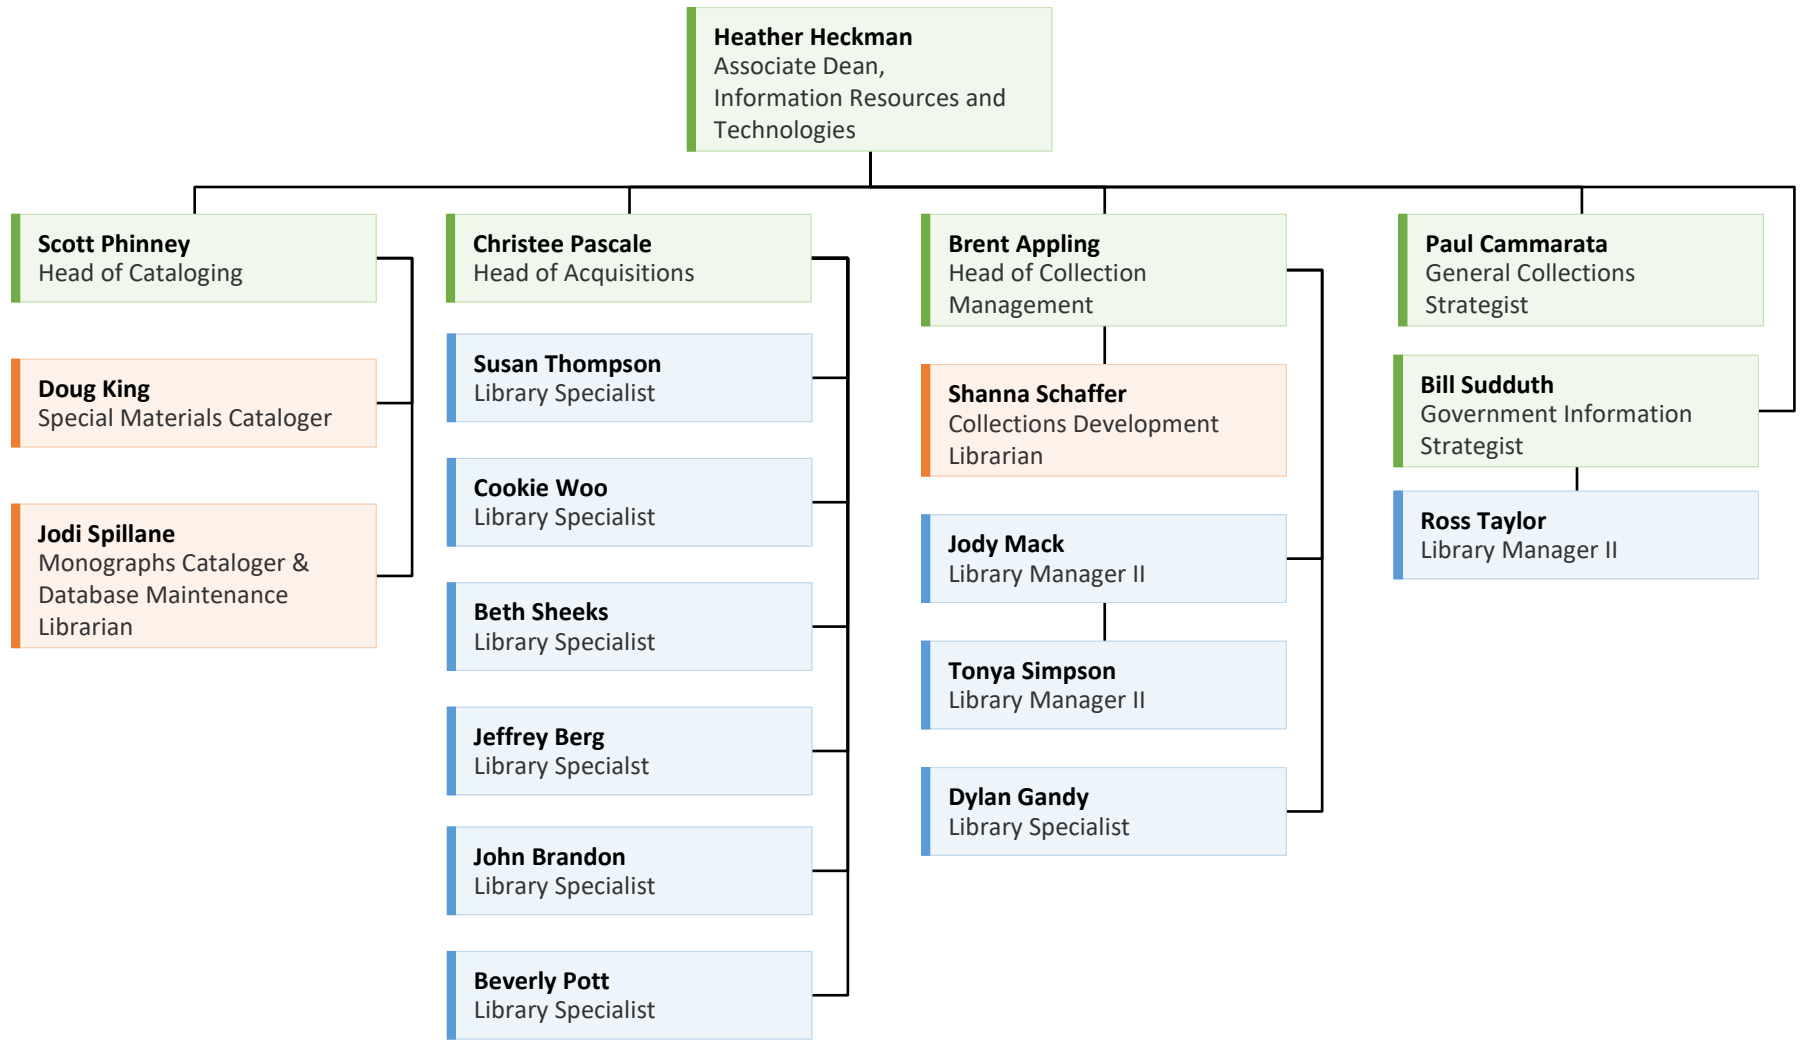 Heather Heckman
Associate Dean,
Information Resources and
Technologies
Scott Phinney
Head of Cataloging
Doug King
Special Materials Cataloger
Jodi Spillane
Monographs Cataloger &
Database Maintenance
Librarian
Christee Pascale
Head of Acquisitions
Susan Thompson
Library Specialist
Cookie Woo
Library Specialist
Beth Sheeks
Library Specialist
Jeffrey Berg
Library Specialst
John Brandon
Library Specialist
Beverly Pott
Library Specialist
Brent Appling
Head of Collection
Management
Shanna Schaffer
Collections Development
Librarian
Jody Mack
Library Manager II
Tonya Simpson
Library Manager II
Dylan Gandy
Library Specialist
Paul Cammarata
General Collections
Strategist
Bill Sudduth
Government Information
Strategist
Ross Taylor
Library Manager II